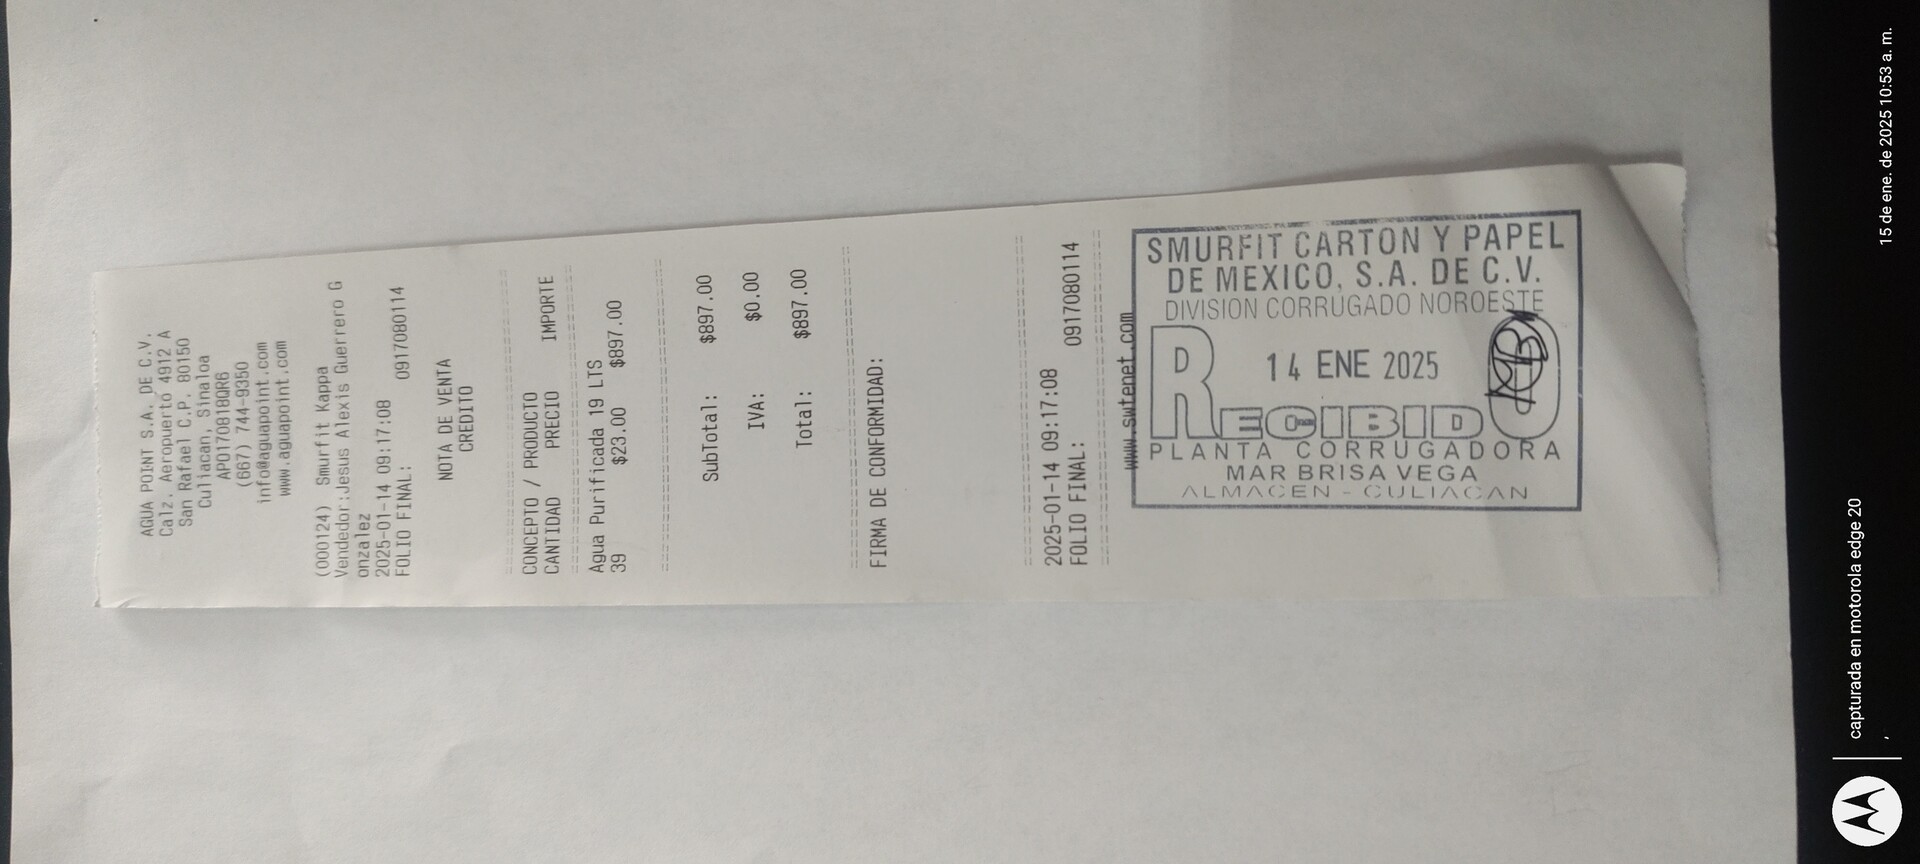 AGUA POINT S.A. DE C.V.
Calz. Aeropuerto 4912 A
San Rafael C.P. 80150
Culiacan, Sinaloa
APO170818QR6
(667) 744-9350
info@aguapoint.com
www.aguapoint.com
(000124) Smurfit Kappa
Vendedor:Jesus Alexis Guerrero G
onzalez
2025-01-14 09:17:08
FOLIO FINAL: 0917080114
NOTA DE VENTA
CREDITO
CONCEPTO / PRODUCTO
CANTIDAD PRECIO IMPORTE
Agua Purificada 19 LTS
39 $23.00 $897.00
SubTotal: $897.00
IVA: $0.00
Total: $897.00
FIRMA DE CONFORMIDAD:
2025-01-14 09:17:08
FOLIO FINAL: 0917080114
www.swtenet.com
SMURFIT CARTON Y PAPEL
DE MEXICO, S.A. DE C.V.
DIVISION CORRUGADO NOROESTE
14 ENE 2025
RECIBIDO
PLANTA CORRUGADORA
MAR BRISA VEGA
ALMACEN - CULIACAN
capturada en motorola edge 20
,
15 de ene. de 2025 10:53 a. m.